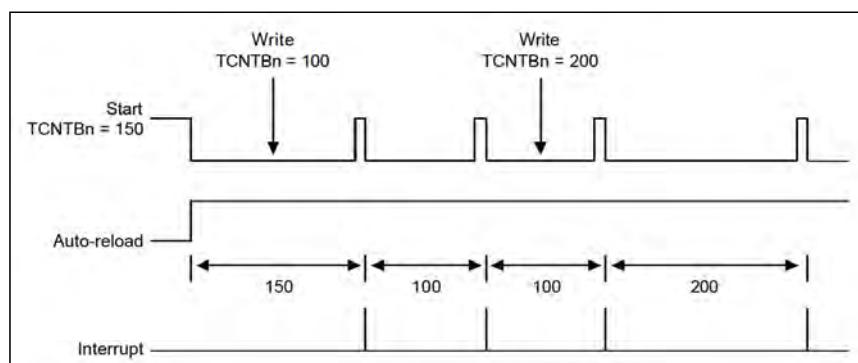 Write
TCNTBn = 100
Write
TCNTBn = 200
Start
TCNTBn = 150
Auto-reload
150
100
100
200
Interrupt